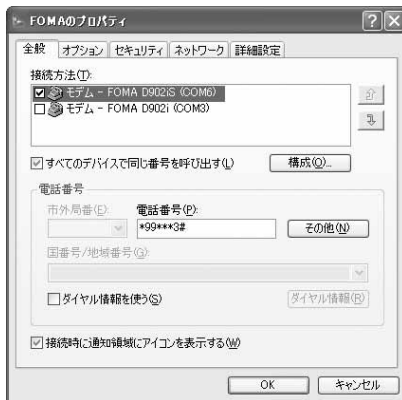 FOMAのプロパティ
全般 オプション セキュリティ ネットワーク 詳細設定
接続方法(T):
モデム - FOMA D902iS (COM6)
モデム - FOMA D902i (COM3)
すべてのデバイスで同じ番号を呼び出す(L) 構成(O)...
電話番号
市外局番(E): 電話番号(P):
*99***3# その他(N)
国番号/地域番号(G):
ダイヤル情報を使う(S) ダイヤル情報(R)
接続時に通知領域にアイコンを表示する(W)
OK キャンセル